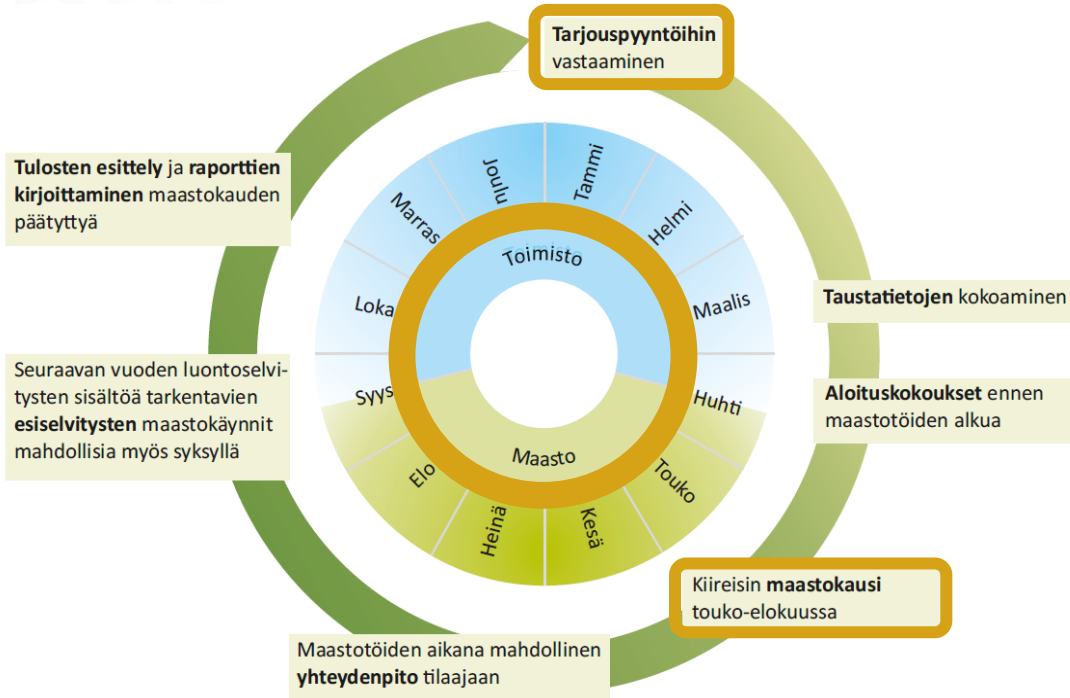 Tarjouspyyntöihin
vastaaminen
Taustatietojen kokoaminen
Aloituskokoukset ennen
maastotöiden alkua
Kiireisin maastokausi
touko-elokuussa
Maastotöiden aikana mahdollinen
yhteydenpito tilaajaan
Seuraavan vuoden luontoselvi-
tysten sisältöä tarkentavien
esiselvitysten maastokäynnit
mahdollisia myös syksyllä
Tulosten esittely ja raporttien
kirjoittaminen maastokauden
päätyttyä
Tammi
Helmi
Maalis
Huhti
Touko
Kesä
Heinä
Elo
Syys
Loka
Marras
Joulu
Toimisto
Maasto